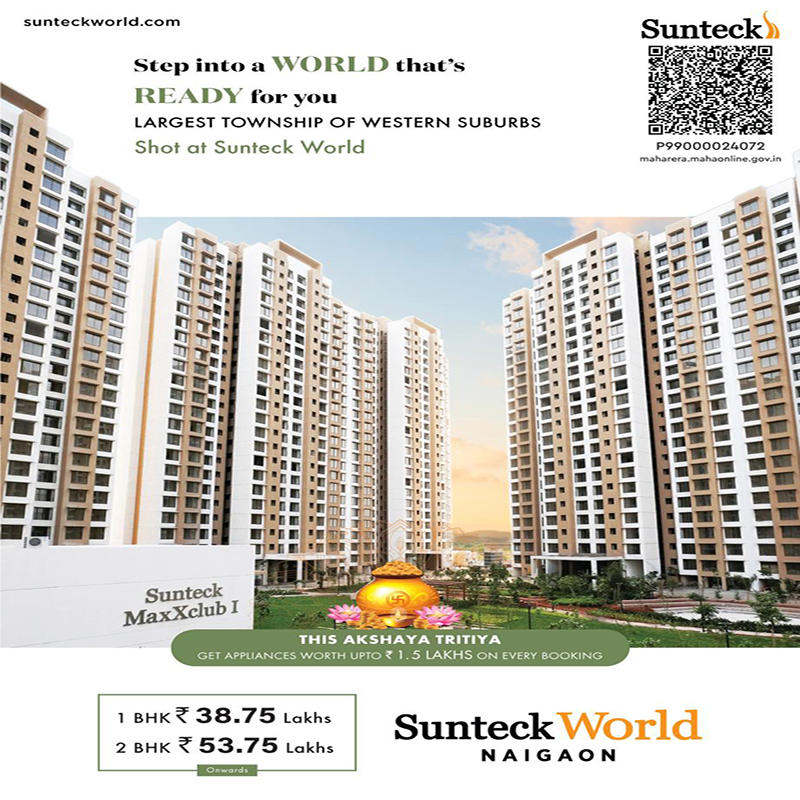 sunteckworld.com
Sunteck
Step into a WORLD that's
READY for you
LARGEST TOWNSHIP OF WESTERN SUBURBS
Shot at Sunteck World
P99000024072
maharera.mahaonline.gov.in
Sunteck
MaxXclub I
THIS AKSHAYA TRITIYA
GET APPLIANCES WORTH UPTO ₹ 1.5 LAKHS ON EVERY BOOKING
1 BHK ₹ 38.75 Lakhs
2 BHK ₹ 53.75 Lakhs
Onwards
Sunteck World
NAIGAON